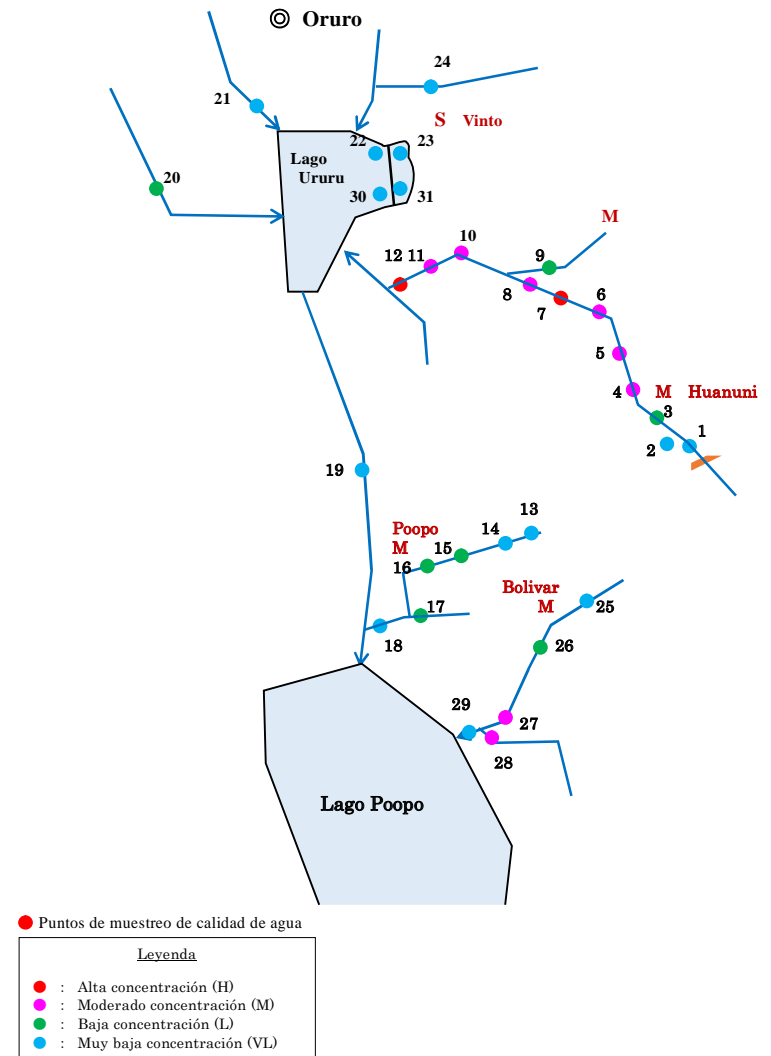 Oruro
24
21
S Vinto
22
23
Lago
Ururu
20
30
31
M
10
12 11
9
8
7
6
5
4
M Huanuni
3
1
2
19
13
Poopo
M
14
15
16
Bolivar
M
25
17
18
26
29
27
28
Lago Poopo
Puntos de muestreo de calidad de agua
Leyenda
: Alta concentración (H)
: Moderado concentración (M)
: Baja concentración (L)
: Muy baja concentración (VL)